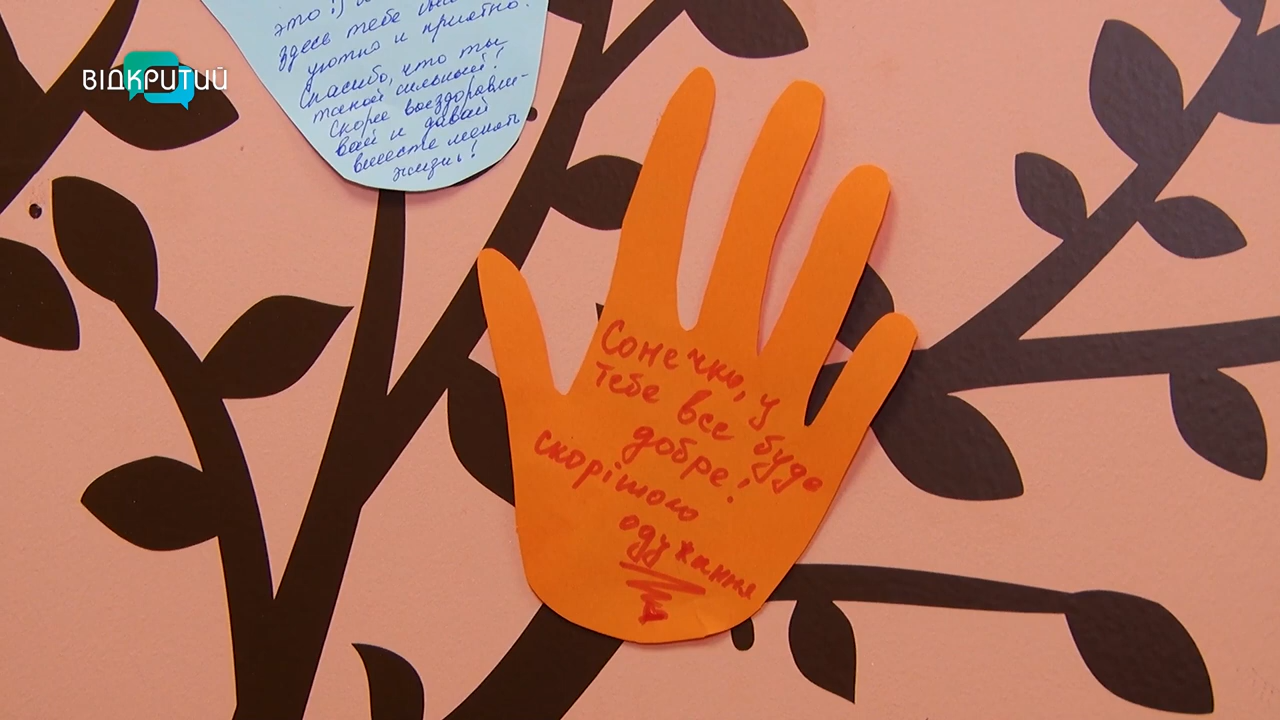 ВІДКРИТИЙ
это!)
здесь тебе
уютно и приятно.
Спасибо, что ты
такой сильный!
Скорее выздоравли-
вай и давай
вместе менять
жизнь!
Сонечко, у
тебе все буде
добре!
скорішого
одужання